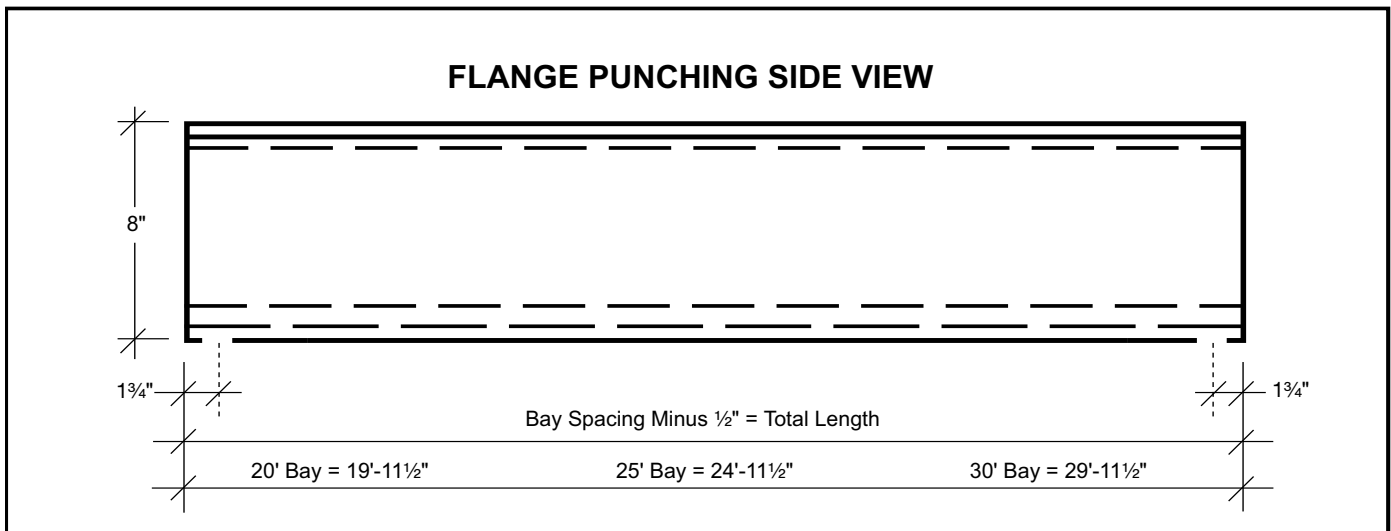 FLANGE PUNCHING SIDE VIEW
8"
1¾"
1¾"
Bay Spacing Minus ½" = Total Length
20' Bay = 19'-11½"
25' Bay = 24'-11½"
30' Bay = 29'-11½"